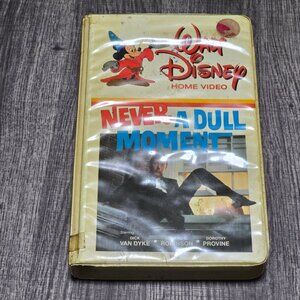 Walt
Disney
HOME VIDEO
NEVER A DULL
MOMENT
DICK
VAN DYKE
ROBINSON
DOROTHY
PROVINE